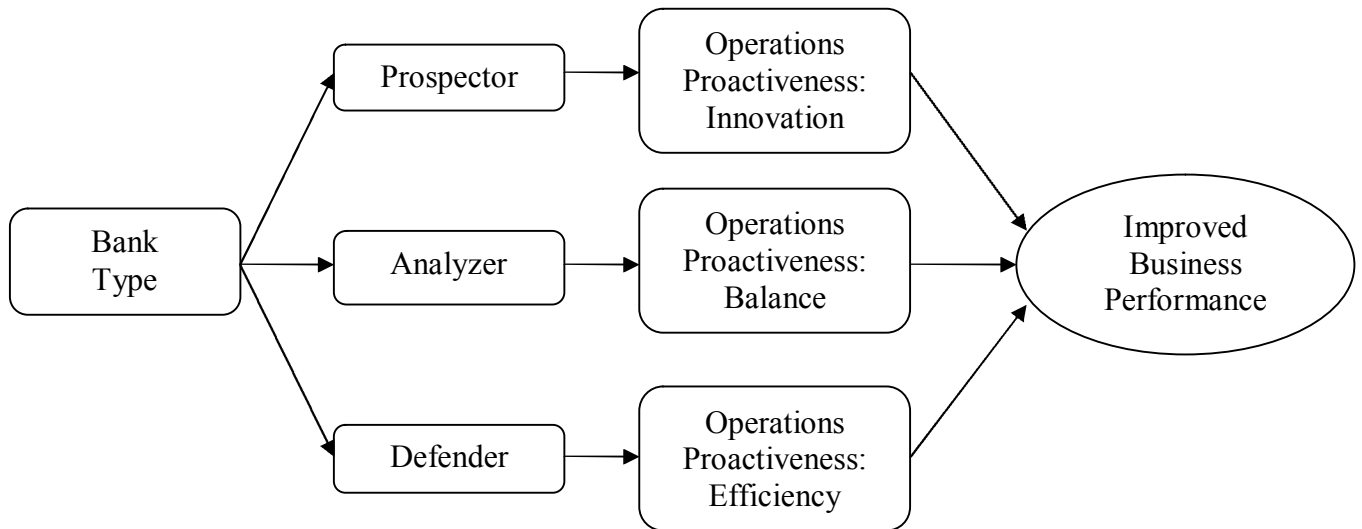 Bank
Type
Prospector
Operations
Proactiveness:
Innovation
Analyzer
Operations
Proactiveness:
Balance
Defender
Operations
Proactiveness:
Efficiency
Improved
Business
Performance